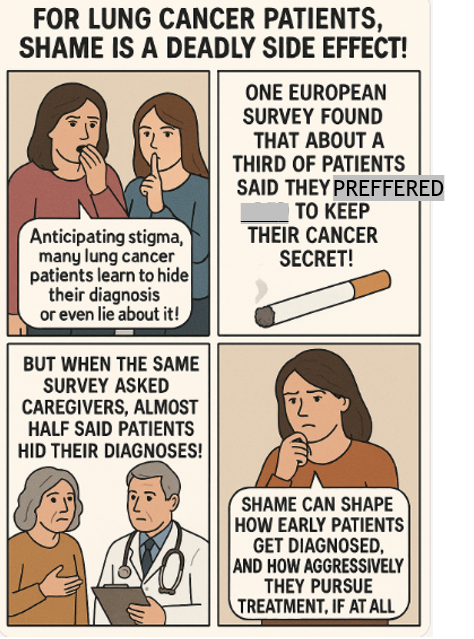 FOR LUNG CANCER PATIENTS,
SHAME IS A DEADLY SIDE EFFECT!
Anticipating stigma,
many lung cancer
patients learn to hide
their diagnosis
or even lie about it!
ONE EUROPEAN
SURVEY FOUND
THAT ABOUT A
THIRD OF PATIENTS
SAID THEY PREFFERED
TO KEEP
THEIR CANCER
SECRET!
BUT WHEN THE SAME
SURVEY ASKED
CAREGIVERS, ALMOST
HALF SAID PATIENTS
HID THEIR DIAGNOSES!
SHAME CAN SHAPE
HOW EARLY PATIENTS
GET DIAGNOSED,
AND HOW AGGRESSIVELY
THEY PURSUE
TREATMENT, IF AT ALL